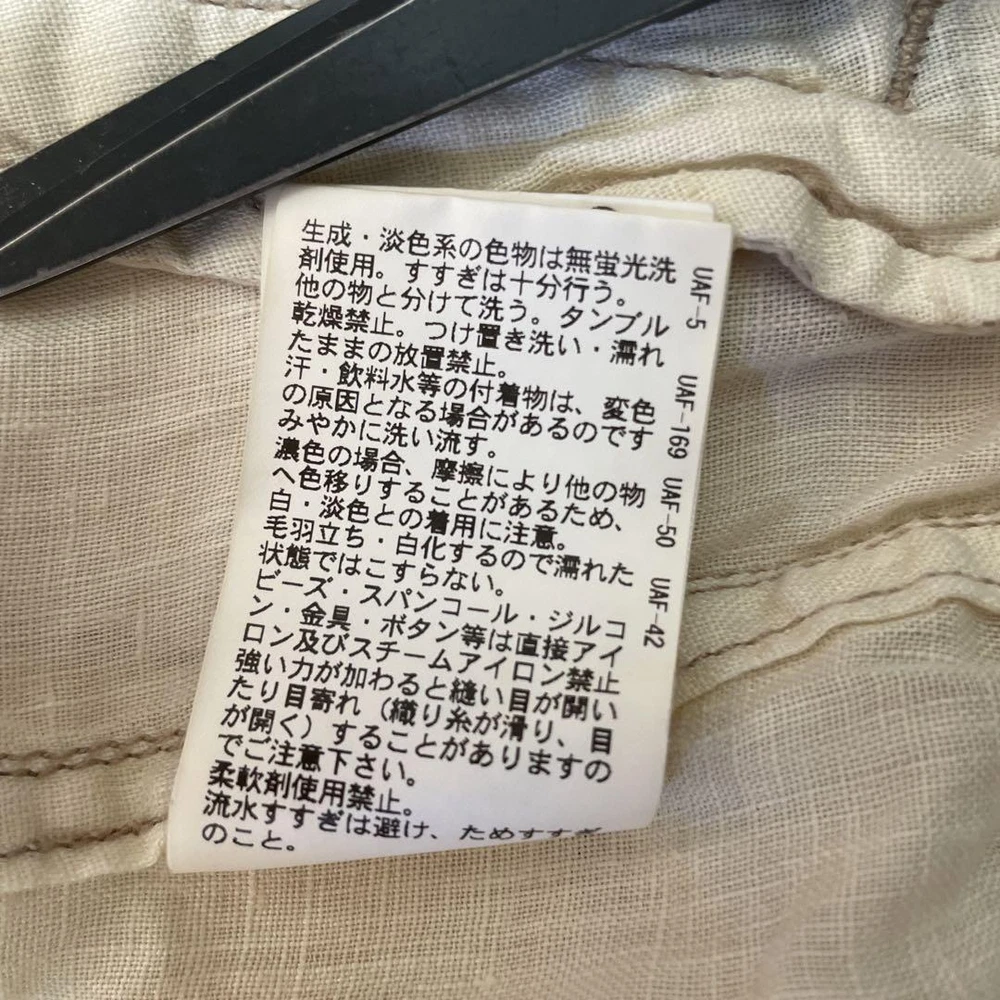 生成・淡色系の色物は無蛍光洗
剤使用。すすぎは十分行う。
他の物と分けて洗う。タンブル
乾燥禁止。つけ置き洗い・濡れ
たままの放置禁止。
汗・飲料水等の付着物は、変色
の原因となる場合があるのです
みやかに洗い流す。
濃色の場合、摩擦により他の物
へ色移りすることがあるため、
白・淡色との着用に注意。
毛羽立ち・白化するので濡れた
状態ではこすらない。
ビーズ・スパンコール・ジルコ
ン・金具・ボタン等は直接アイ
ロン及びスチームアイロン禁止
強い力が加わると縫い目が開い
たり目寄れ（織り糸が滑り、目
が開く）することがありますの
でご注意下さい。
柔軟剤使用禁止。
流水すすぎは避け、ためすすぎ
のこと。
UAF-5 UAF-169 UAF-50 UAF-42